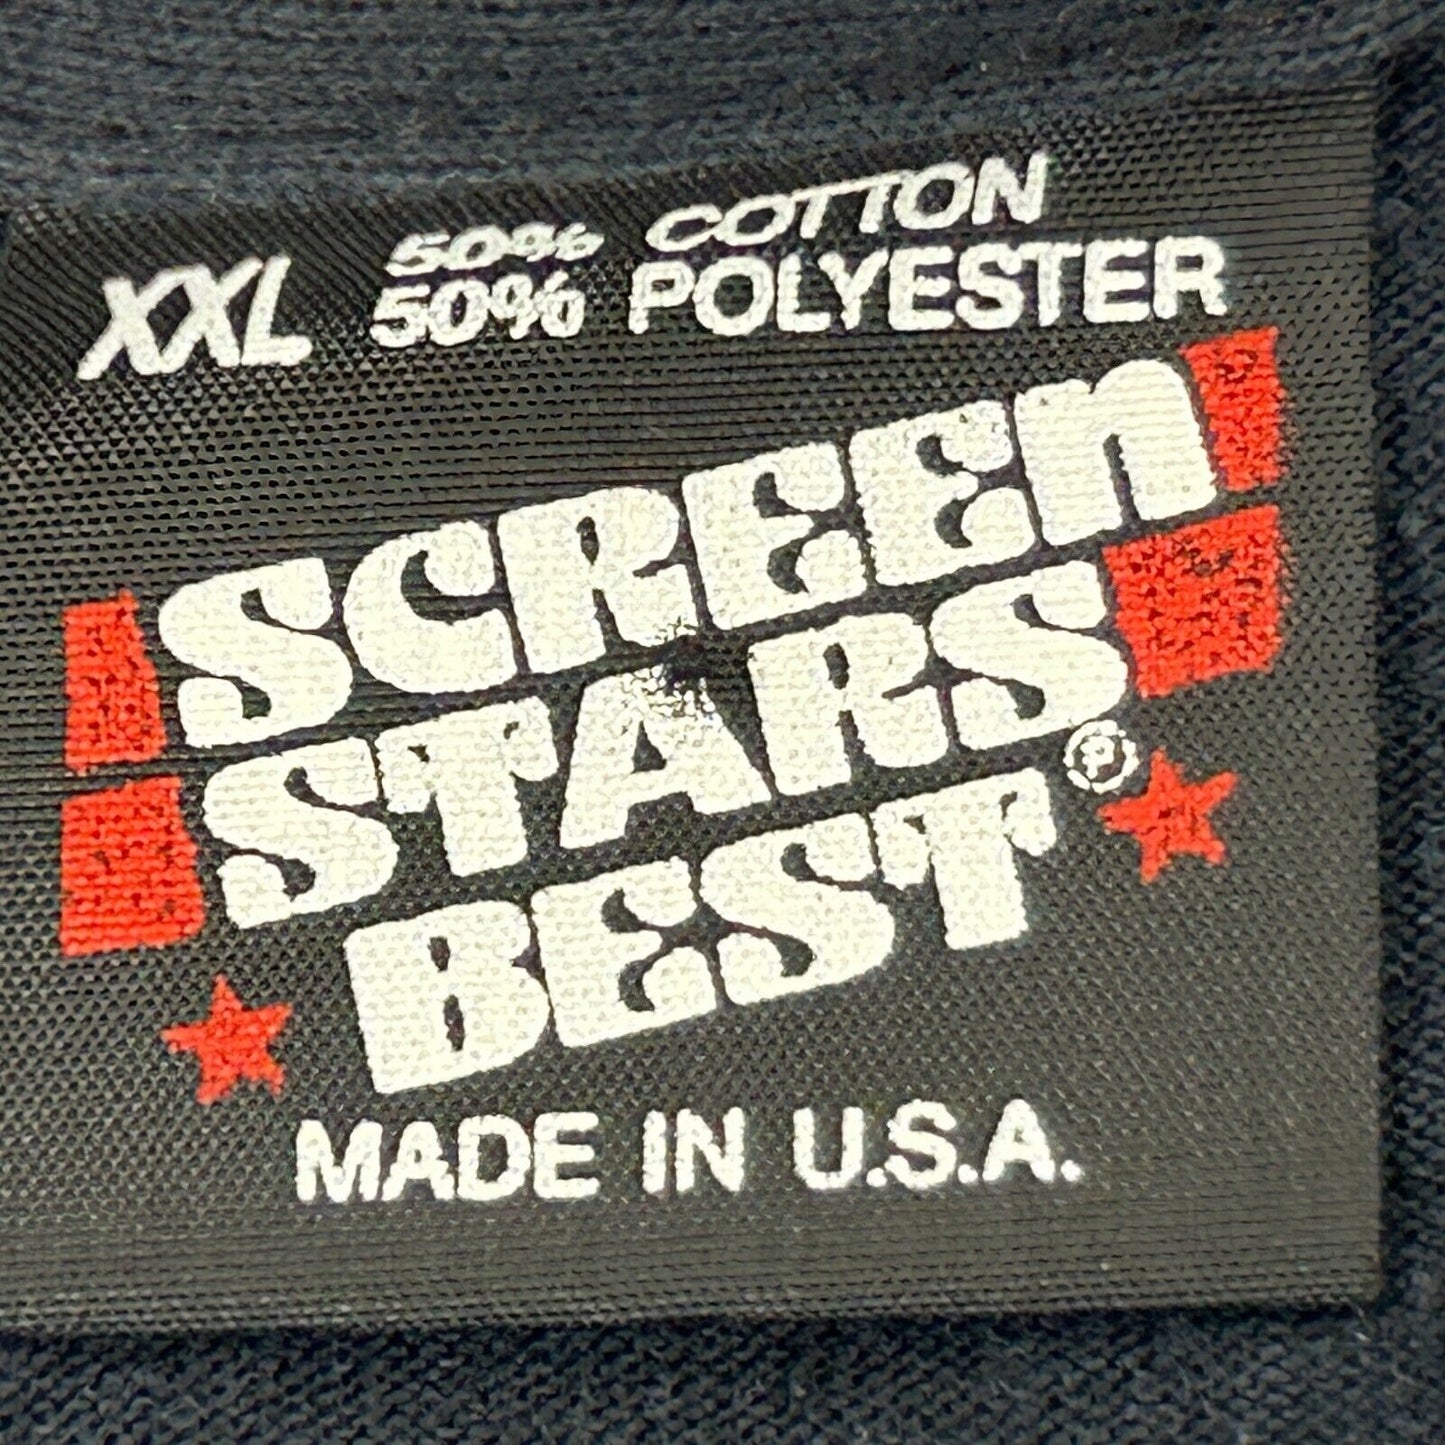 XXL 50% COTTON
50% POLYESTER
SCREEN
STARS®
BEST
MADE IN U.S.A.